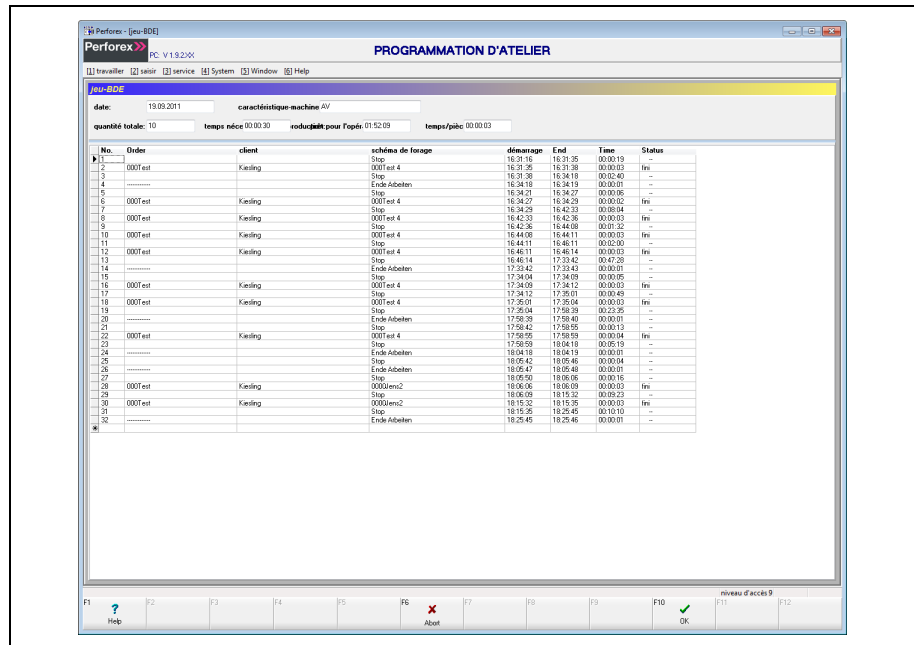 Perforex - [jeu-BDE]
Perforex PC: V 1.9.2.XX PROGRAMMATION D'ATELIER
[1] travailler [2] saisir [3] service [4] System [5] Window [6] Help
jeu-BDE
date: 19.09.2011 caractéristique-machine AV
quantité totale: 10 temps néce 00:00:30 pour l'opér 01:52:09 temps/pièc 00:00:03
No. Order client schéma de forage démarrage End Time Status
1 Stop 16:31:16 16:31:35 00:00:19 --
2 000Test Kiesling 000Test 4 16:31:35 16:31:38 00:00:03 fini
3 Stop 16:31:38 16:34:18 00:02:40 --
4 ----------- Ende Arbeiten 16:34:18 16:34:19 00:00:01 --
5 Stop 16:34:21 16:34:27 00:00:06 --
6 000Test Kiesling 000Test 4 16:34:27 16:34:29 00:00:02 fini
7 Stop 16:34:29 16:42:33 00:08:04 --
8 000Test Kiesling 000Test 4 16:42:33 16:42:36 00:00:03 fini
9 Stop 16:42:36 16:44:08 00:01:32 --
10 000Test Kiesling 000Test 4 16:44:08 16:44:11 00:00:03 fini
11 Stop 16:44:11 16:46:11 00:02:00 --
12 000Test Kiesling 000Test 4 16:46:11 16:46:14 00:00:03 fini
13 Stop 16:46:14 17:33:42 00:47:28 --
14 ----------- Ende Arbeiten 17:33:42 17:33:43 00:00:01 --
15 Stop 17:34:04 17:34:09 00:00:05 --
16 000Test Kiesling 000Test 4 17:34:09 17:34:12 00:00:03 fini
17 Stop 17:34:12 17:35:01 00:00:49 --
18 000Test Kiesling 000Test 4 17:35:01 17:35:04 00:00:03 fini
19 Stop 17:35:04 17:58:39 00:23:35 --
20 ----------- Ende Arbeiten 17:58:39 17:58:40 00:00:01 --
21 Stop 17:58:42 17:58:55 00:00:13 --
22 000Test Kiesling 000Test 4 17:58:55 17:58:59 00:00:04 fini
23 Stop 17:58:59 18:04:18 00:05:19 --
24 ----------- Ende Arbeiten 18:04:18 18:04:19 00:00:01 --
25 Stop 18:05:42 18:05:46 00:00:04 --
26 ----------- Ende Arbeiten 18:05:47 18:05:48 00:00:01 --
27 Stop 18:05:50 18:06:06 00:00:16 --
28 000Test Kiesling 0000Jens2 18:06:06 18:06:09 00:00:03 fini
29 Stop 18:06:09 18:15:32 00:09:23 --
30 000Test Kiesling 0000Jens2 18:15:32 18:15:35 00:00:03 fini
31 Stop 18:15:35 18:25:45 00:10:10 --
32 ----------- Ende Arbeiten 18:25:45 18:25:46 00:00:01 --
niveau d'accès 9
F1 F2 F3 F4 F5 F6 F7 F8 F9 F10 F11 F12
Help Abort OK